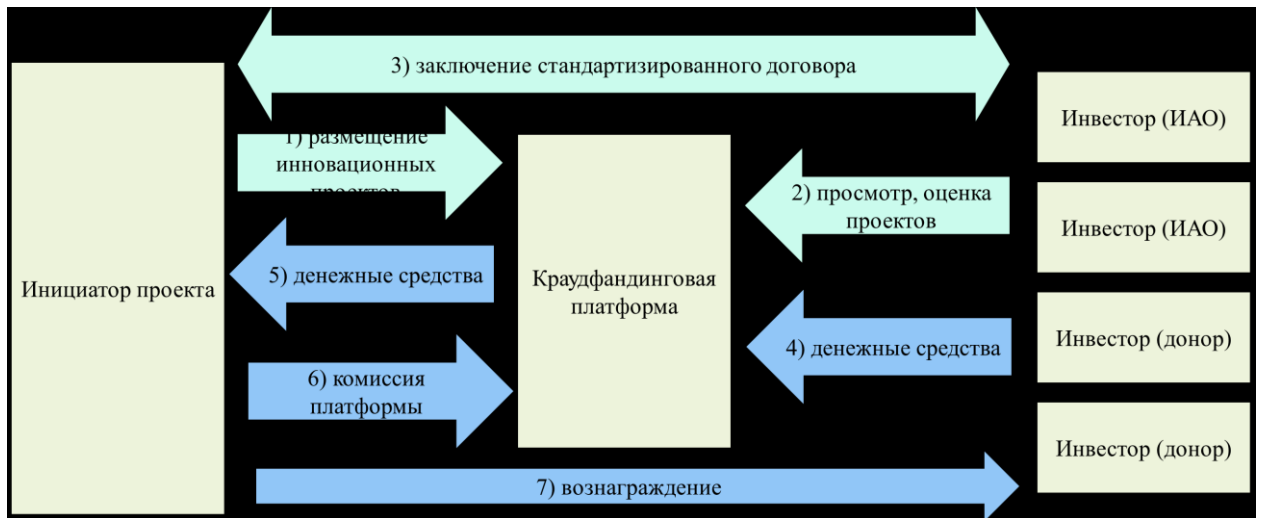 3) заключение стандартизированного договора
1) размещение
инновационных
проектов
Инвестор (ИАО)
2) просмотр, оценка
проектов
Инвестор (ИАО)
5) денежные средства
Инициатор проекта
Краудфандинговая
платформа
4) денежные средства
Инвестор (донор)
6) комиссия
платформы
Инвестор (донор)
7) вознаграждение